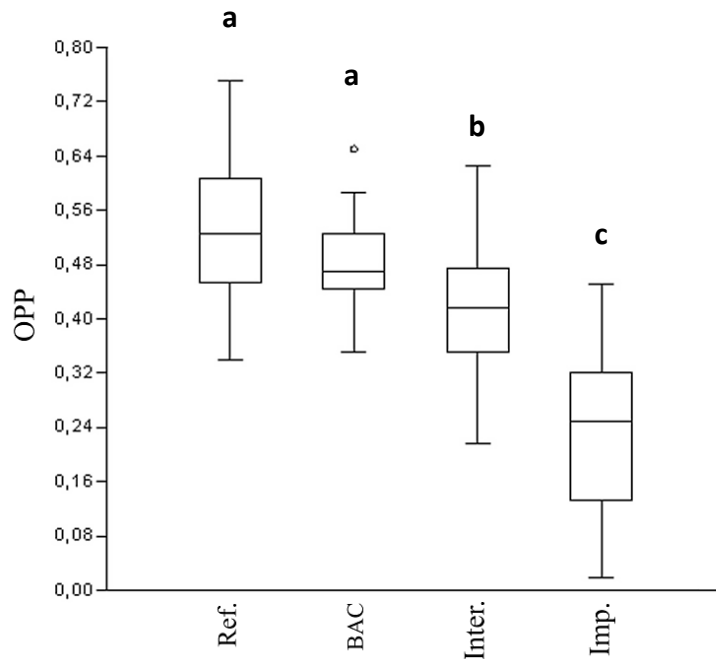 a
a
b
c
0,80
0,72
0,64
0,56
0,48
0,40
0,32
0,24
0,16
0,08
0,00
OPP
Ref.
BAC
Inter.
Imp.